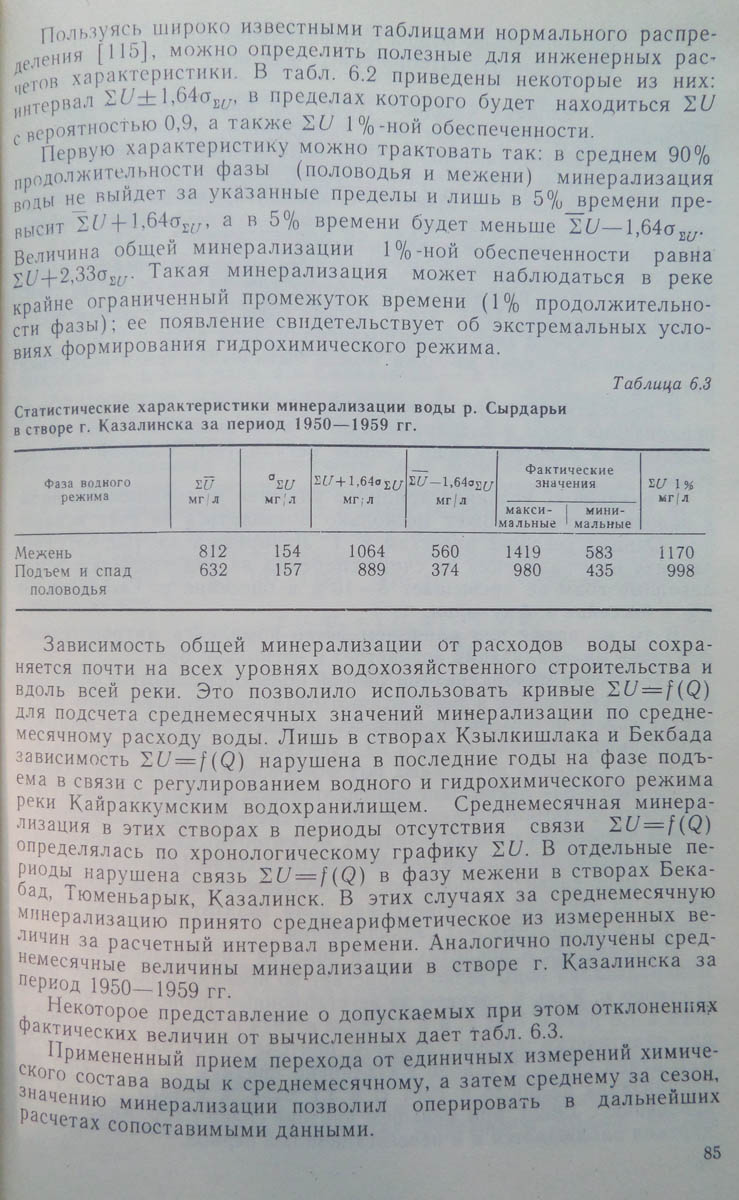 Пользуясь широко известными таблицами нормального распре-
деления [115], можно определить полезные для инженерных рас-
четов характеристики. В табл. 6.2 приведены некоторые из них:
интервал ΣU±1,64σΣU, в пределах которого будет находиться ΣU
с вероятностью 0,9, а также ΣU 1%-ной обеспеченности.
Первую характеристику можно трактовать так: в среднем 90%
продолжительности фазы (половодья и межени) минерализация
воды не выйдет за указанные пределы и лишь в 5% времени пре-
высит Σ̅U̅+1,64σΣU, а в 5% времени будет меньше Σ̅U̅—1,64σΣU.
Величина общей минерализации 1%-ной обеспеченности равна
ΣU+2,33σΣU. Такая минерализация может наблюдаться в реке
крайне ограниченный промежуток времени (1% продолжительно-
сти фазы); ее появление свидетельствует об экстремальных усло-
виях формирования гидрохимического режима.
Таблица 6.3
Статистические характеристики минерализации воды р. Сырдарьи
в створе г. Казалинска за период 1950—1959 гг.
Фаза водного режима | Σ̅U̅ мг/л | σΣU мг/л | ΣU+1,64σΣU мг/л | Σ̅U̅—1,64σΣU мг/л | Фактические значения макси-мальные | мини-мальные | ΣU 1% мг/л
Межень 812 154 1064 560 1419 583 1170
Подъем и спад 632 157 889 374 980 435 998
половодья
Зависимость общей минерализации от расходов воды сохра-
няется почти на всех уровнях водохозяйственного строительства и
вдоль всей реки. Это позволило использовать кривые ΣU=f(Q)
для подсчета среднемесячных значений минерализации по средне-
месячному расходу воды. Лишь в створах Кзылкишлака и Бекбада
зависимость ΣU=f(Q) нарушена в последние годы на фазе подъ-
ема в связи с регулированием водного и гидрохимического режима
реки Кайраккумским водохранилищем. Среднемесячная минера-
лизация в этих створах в периоды отсутствия связи ΣU=f(Q)
определялась по хронологическому графику ΣU. В отдельные пе-
риоды нарушена связь ΣU=f(Q) в фазу межени в створах Бека-
бад, Тюменьарык, Казалинск. В этих случаях за среднемесячную
минерализацию принято среднеарифметическое из измеренных ве-
личин за расчетный интервал времени. Аналогично получены сред-
немесячные величины минерализации в створе г. Казалинска за
период 1950—1959 гг.
Некоторое представление о допускаемых при этом отклонениях
фактических величин от вычисленных дает табл. 6.3.
Примененный прием перехода от единичных измерений химиче-
ского состава воды к среднемесячному, а затем среднему за сезон,
значению минерализации позволил оперировать в дальнейших
расчетах сопоставимыми данными.
85